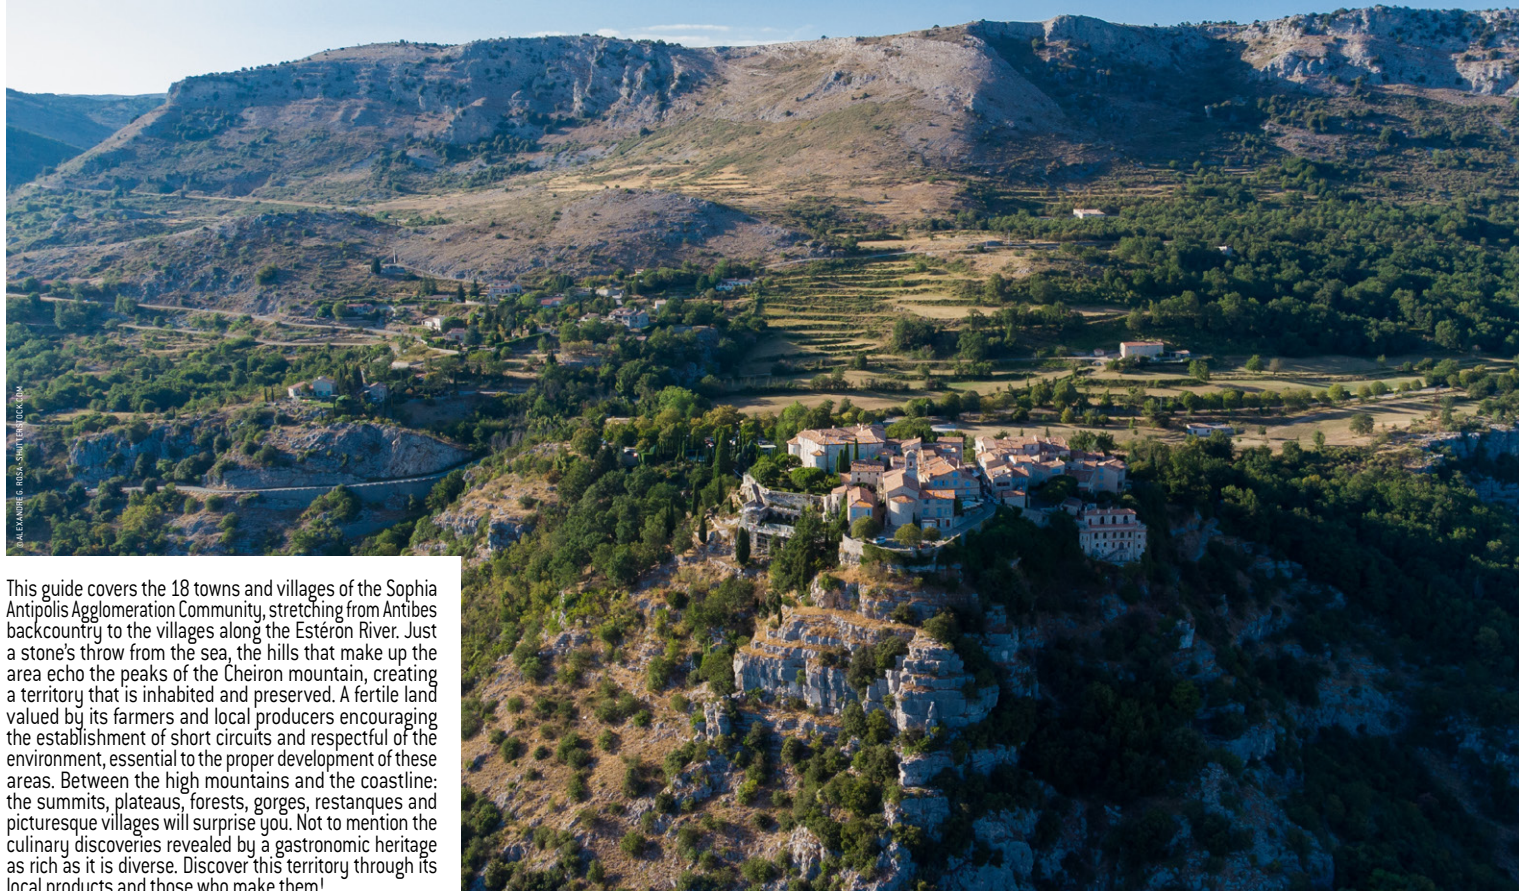 © ALEXANDRE G. ROSA-SHUTTERSTOCK.COM
This guide covers the 18 towns and villages of the Sophia
Antipolis Agglomeration Community, stretching from Antibes
backcountry to the villages along the Estéron River. Just
a stone’s throw from the sea, the hills that make up the
area echo the peaks of the Cheiron mountain, creating
a territory that is inhabited and preserved. A fertile land
valued by its farmers and local producers encouraging
the establishment of short circuits and respectful of the
environment, essential to the proper development of these
areas. Between the high mountains and the coastline:
the summits, plateaus, forests, gorges, restanques and
picturesque villages will surprise you. Not to mention the
culinary discoveries revealed by a gastronomic heritage
as rich as it is diverse. Discover this territory through its
local products and those who make them!